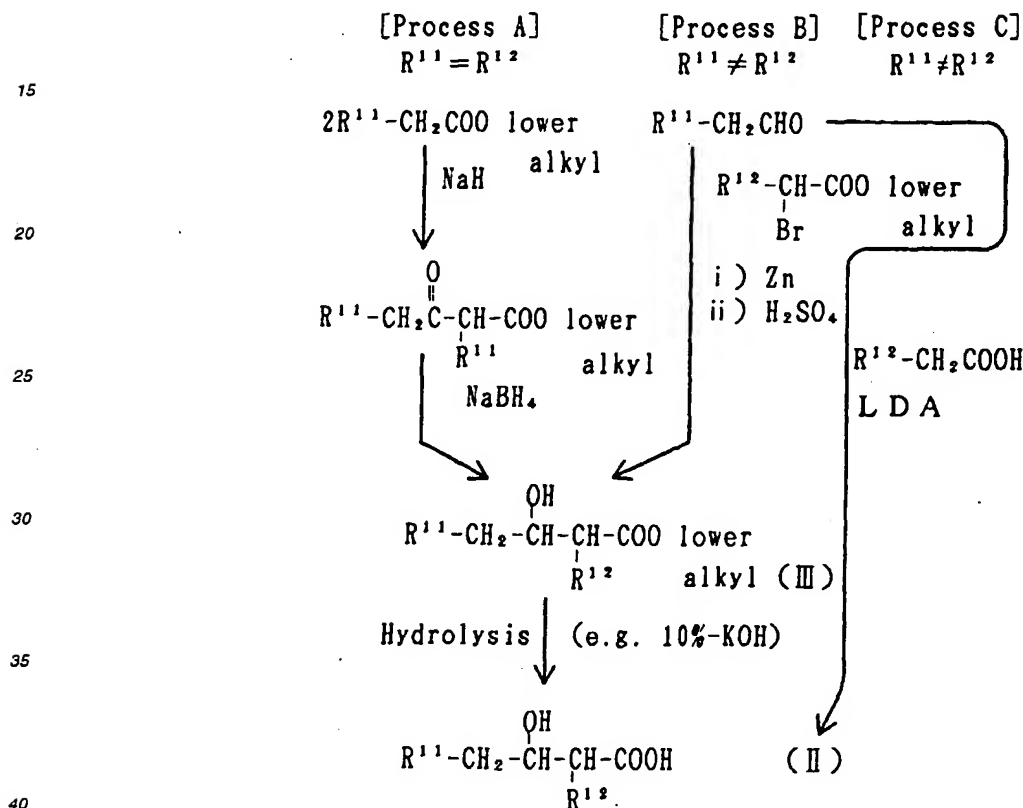 [Process A] [Process B] [Process C]
R¹¹=R¹² R¹¹≠R¹² R¹¹≠R¹²
15
2R¹¹-CH₂COO lower alkyl
R¹¹-CH₂CHO
NaH
R¹²-CH-COO lower alkyl
Br
20
i) Zn
ii) H₂SO₄
O
R¹¹-CH₂C-CH-COO lower alkyl
R¹¹
R¹²-CH₂COOH
25
NaBH₄
LDA
OH
30
R¹¹-CH₂-CH-CH-COO lower alkyl (III)
R¹²
Hydrolysis (e.g. 10%-KOH)
35
OH
R¹¹-CH₂-CH-CH-COOH (II)
R¹²
40